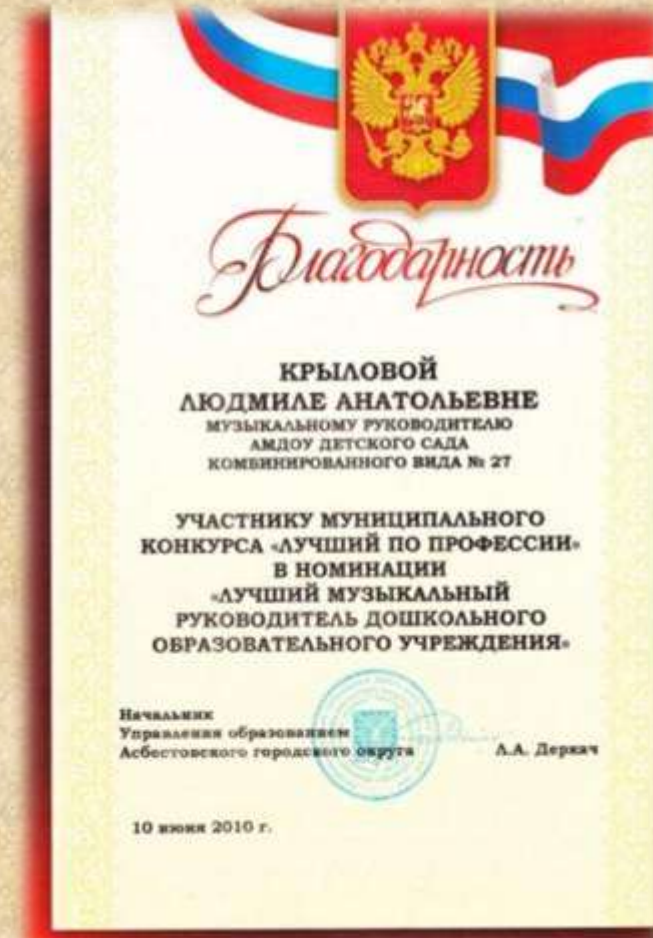 Благодарность
КРЫЛОВОЙ
ЛЮДМИЛЕ АНАТОЛЬЕВНЕ
МУЗЫКАЛЬНОМУ РУКОВОДИТЕЛЮ
АМДОУ ДЕТСКОГО САДА
КОМБИНИРОВАННОГО ВИДА № 27
УЧАСТНИКУ МУНИЦИПАЛЬНОГО
КОНКУРСА «ЛУЧШИЙ ПО ПРОФЕССИИ»
В НОМИНАЦИИ
«ЛУЧШИЙ МУЗЫКАЛЬНЫЙ
РУКОВОДИТЕЛЬ ДОШКОЛЬНОГО
ОБРАЗОВАТЕЛЬНОГО УЧРЕЖДЕНИЯ»
Начальник
Управления образованием
Асбестовского городского округа Л.А. Деркач
10 июня 2010 г.